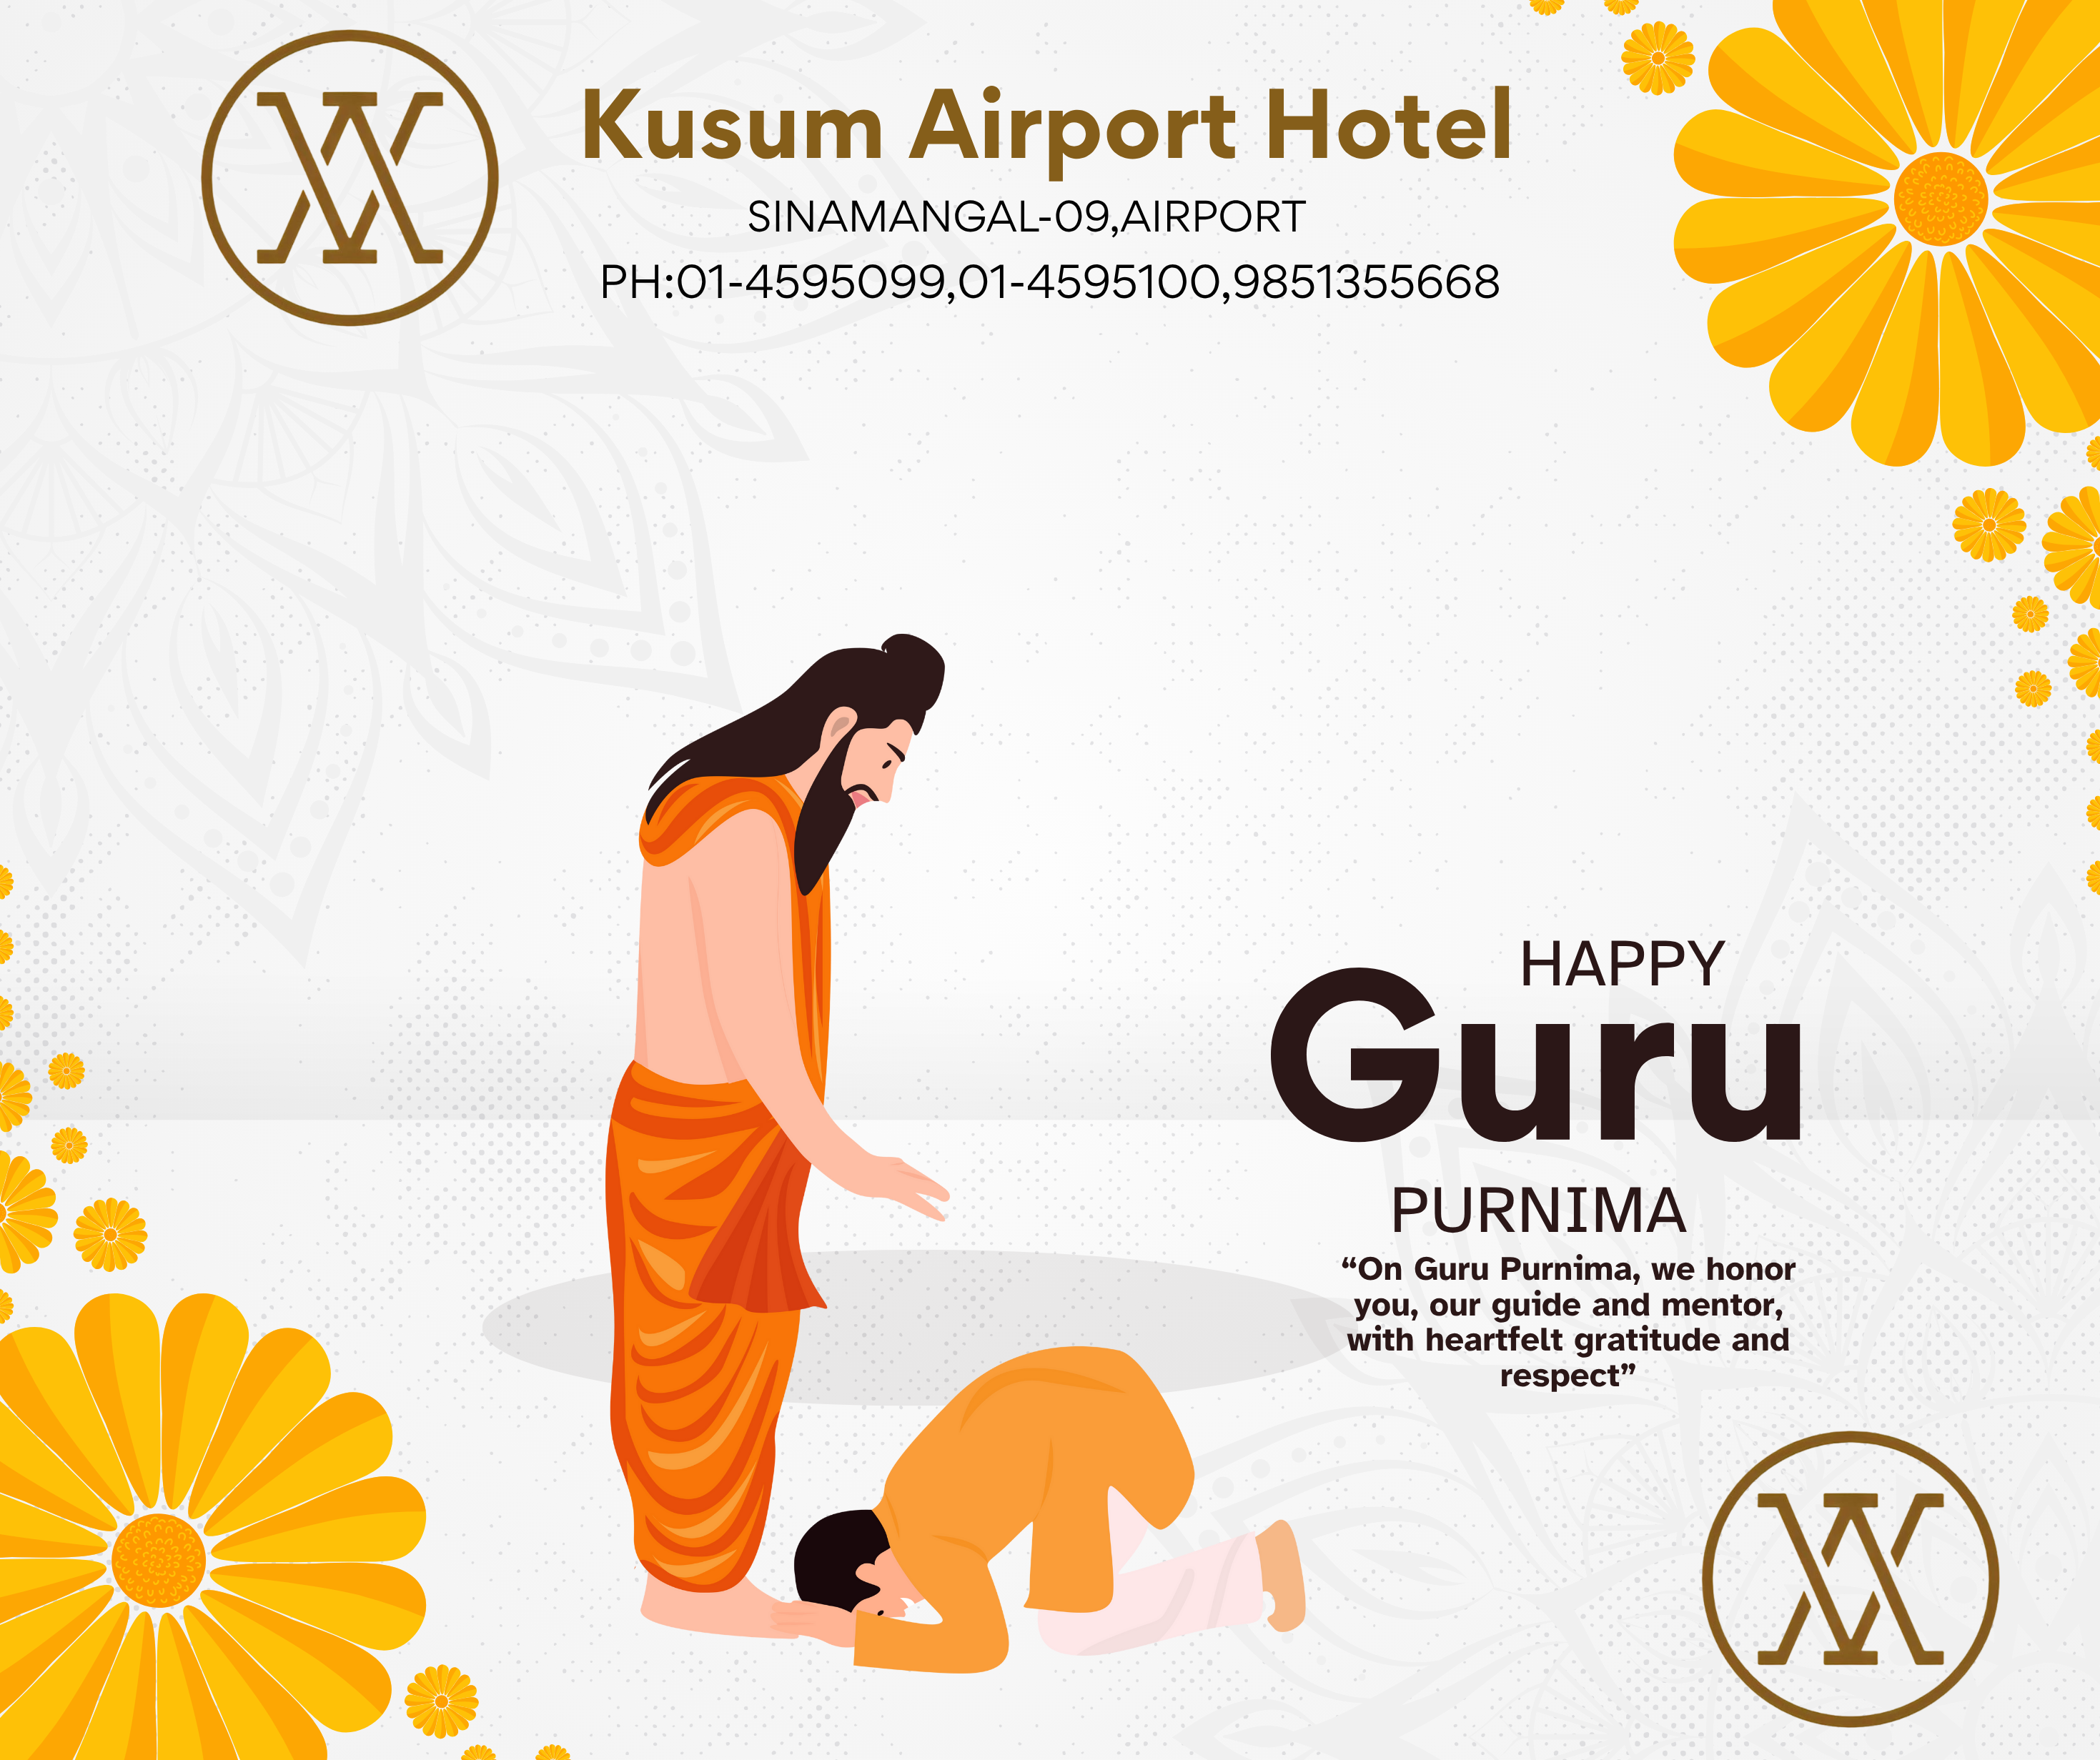 Kusum Airport Hotel
SINAMANGAL-09,AIRPORT
PH:01-4595099,01-4595100,9851355668
HAPPY
Guru
PURNIMA
“On Guru Purnima, we honor
you, our guide and mentor,
with heartfelt gratitude and
respect”